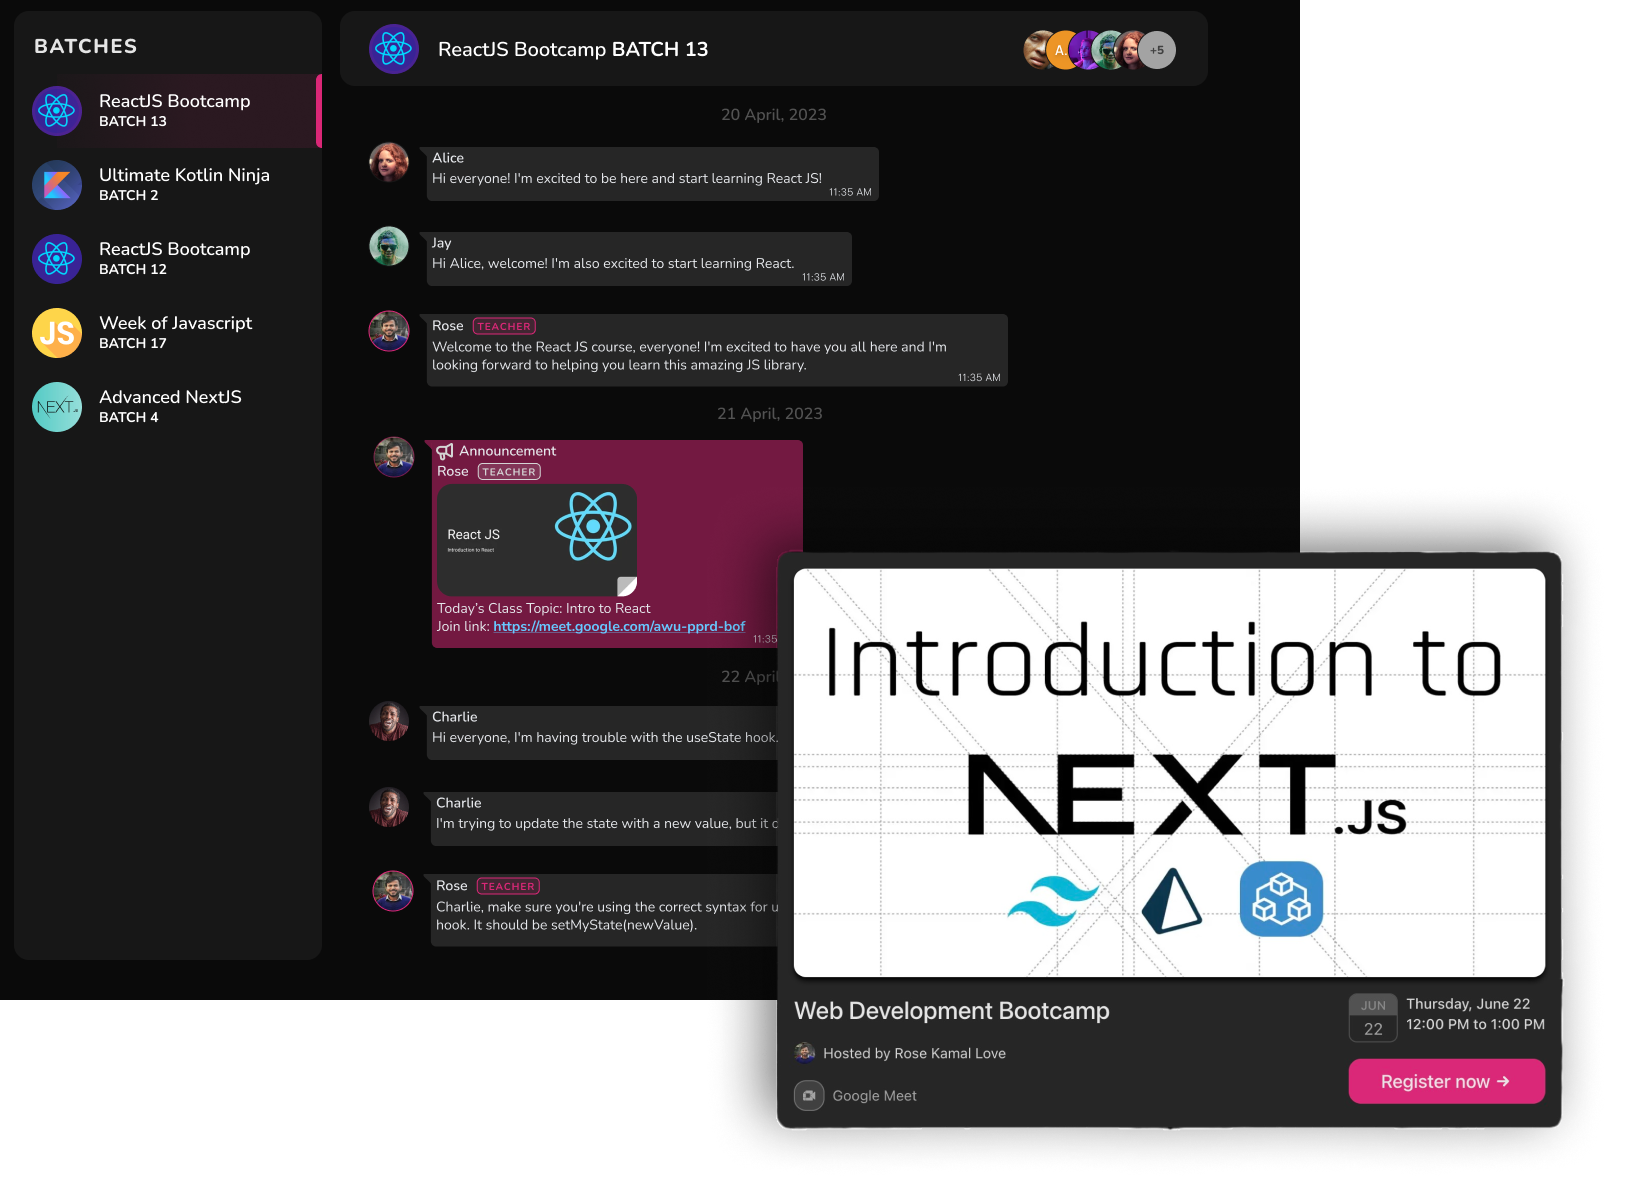 BATCHES
ReactJS Bootcamp
BATCH 13
Ultimate Kotlin Ninja
BATCH 2
ReactJS Bootcamp
BATCH 12
JS
Week of Javascript
BATCH 17
NEXT.JS
Advanced NextJS
BATCH 4
ReactJS Bootcamp BATCH 13
A.
+5
20 April, 2023
Alice
Hi everyone! I'm excited to be here and start learning React JS!
11:35 AM
Jay
Hi Alice, welcome! I'm also excited to start learning React.
11:35 AM
Rose TEACHER
Welcome to the React JS course, everyone! I'm excited to have you all here and I'm
looking forward to helping you learn this amazing JS library.
11:35 AM
21 April, 2023
Announcement
Rose TEACHER
React JS
Introduction to React
Today's Class Topic: Intro to React
Join link: https://meet.google.com/awu-pprd-bof
11:35
22 April
Charlie
Hi everyone, I'm having trouble with the useState hook.
Charlie
I'm trying to update the state with a new value, but it
Rose TEACHER
Charlie, make sure you're using the correct syntax for
hook. It should be setMyState(newValue).
Introduction to
NEXT.JS
Web Development Bootcamp
Hosted by Rose Kamal Love
Google Meet
JUN
22
Thursday, June 22
12:00 PM to 1:00 PM
Register now →